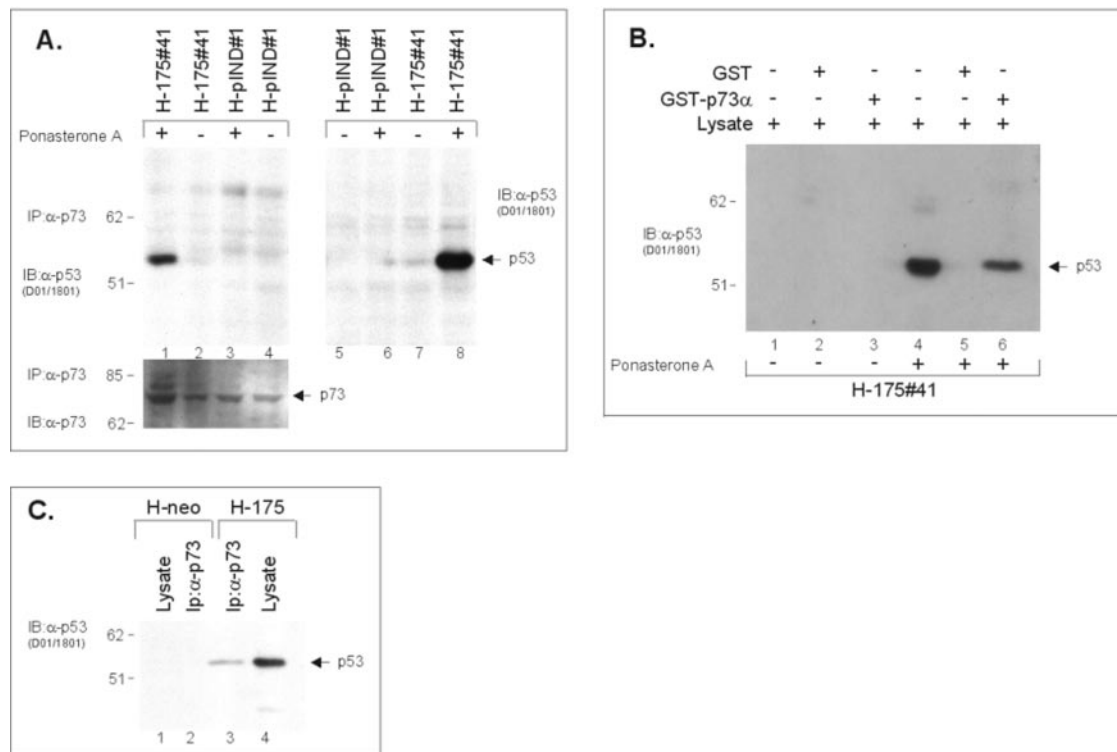 A.
H-175#41 H-175#41 H-pIND#1 H-pIND#1 H-pIND#1 H-pIND#1 H-175#41 H-175#41
Ponasterone A + - + - - + - +
IP:α-p73
62
IB:α-p53
(D01/1801)
51
IB:α-p53
(D01/1801)
p53
1 2 3 4 5 6 7 8
IP:α-p73
85
p73
IB:α-p73
62
B.
GST - + - - + -
GST-p73α - - + - - +
Lysate + + + + + +
62
IB:α-p53
(D01/1801)
p53
51
1 2 3 4 5 6
Ponasterone A - - - + + +
H-175#41
C.
H-neo H-175
Lysate Ip:α-p73 Ip:α-p73 Lysate
IB:α-p53
(D01/1801)
62
p53
51
1 2 3 4